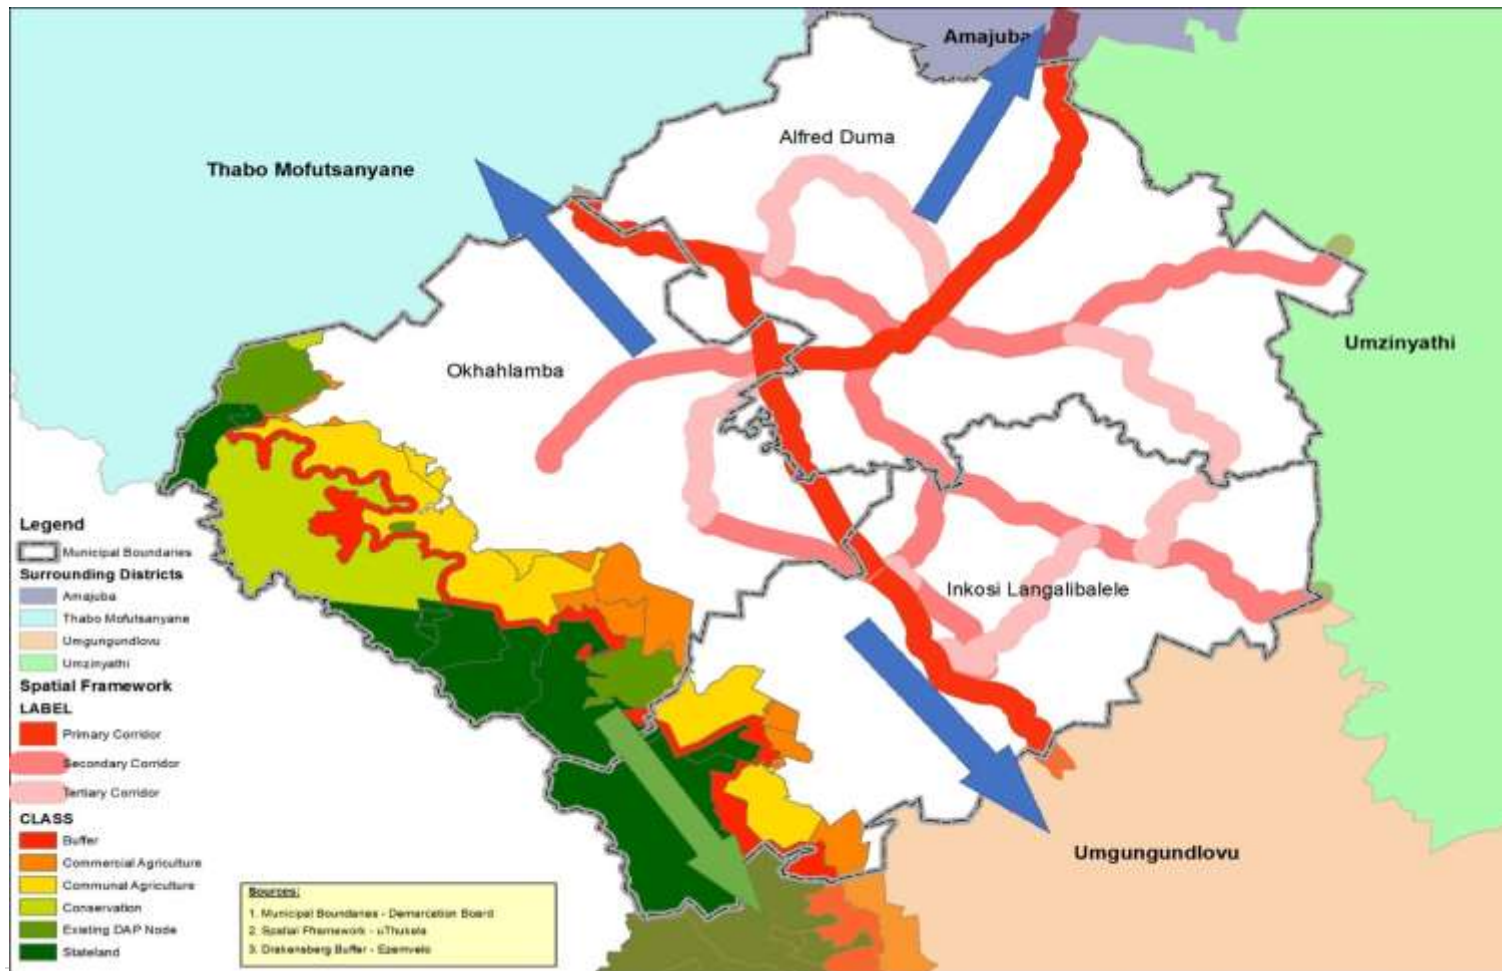 Amajuba
Alfred Duma
Thabo Mofutsanyane
Umzinyathi
Okhahlamba
Inkosi Langalibalele
Umgungundlovu
Legend
Municipal Boundaries
Surrounding Districts
Amajuba
Thabo Mofutsanyane
Umgungundlovu
Umzinyathi
Spatial Framework
LABEL
Primary Corridor
Secondary Corridor
Tertiary Corridor
CLASS
Buffer
Commercial Agriculture
Communal Agriculture
Conservation
Existing DAP Node
Stateland
Sources:
1. Municipal Boundaries - Demarcation Board
2. Spatial Fframework - uThukela
3. Drakensberg Buffer - Ezemvelo